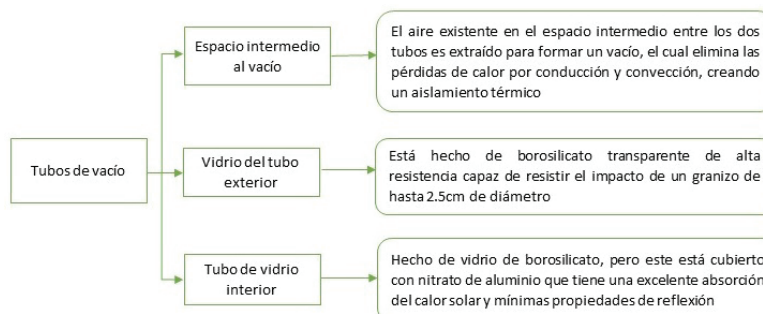 Tubos de vacío
Espacio intermedio
al vacío
El aire existente en el espacio intermedio entre los dos
tubos es extraído para formar un vacío, el cual elimina las
pérdidas de calor por conducción y convección, creando
un aislamiento térmico
Vidrio del tubo
exterior
Está hecho de borosilicato transparente de alta
resistencia capaz de resistir el impacto de un granizo de
hasta 2.5cm de diámetro
Tubo de vidrio
interior
Hecho de vidrio de borosilicato, pero este está cubierto
con nitrato de aluminio que tiene una excelente absorción
del calor solar y mínimas propiedades de reflexión